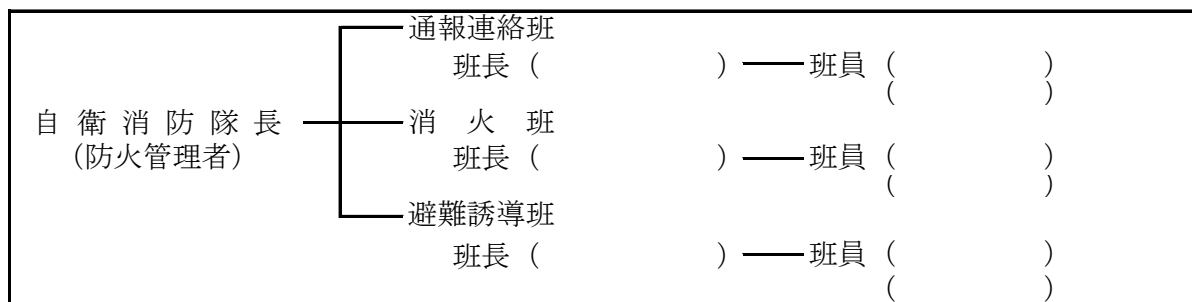 通報連絡班
班長（　　　　　）班員（　　　　）
（　　　　）
自衛消防隊長
（防火管理者）
消火班
班長（　　　　　）班員（　　　　）
（　　　　）
避難誘導班
班長（　　　　　）班員（　　　　）
（　　　　）